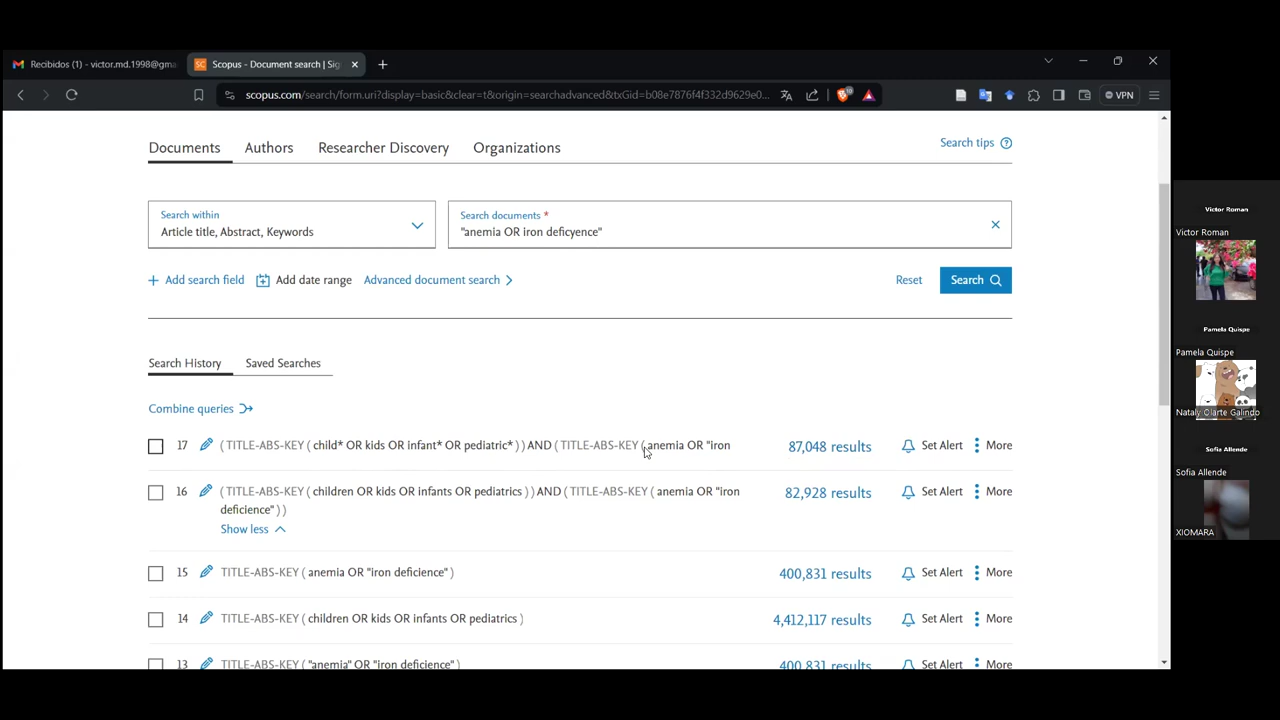 Recibidos (1) - victor.md.1998@gma
Scopus - Document search | Sig
scopus.com/search/form.uri?display=basic&clear=t&origin=searchadvanced&txGid=b08e7876f4f332d9629e0...
VPN
Documents
Authors
Researcher Discovery
Organizations
Search tips
Search within
Article title, Abstract, Keywords
Search documents *
"anemia OR iron deficyence"
Add search field
Add date range
Advanced document search
Reset
Search
Search History
Saved Searches
Combine queries
17 ( TITLE-ABS-KEY ( child* OR kids OR infant* OR pediatric* ) ) AND ( TITLE-ABS-KEY ( anemia OR "iron 87,048 results Set Alert More
16 ( TITLE-ABS-KEY ( children OR kids OR infants OR pediatrics ) ) AND ( TITLE-ABS-KEY ( anemia OR "iron 82,928 results Set Alert More
deficience" ) )
Show less
15 TITLE-ABS-KEY ( anemia OR "iron deficience" ) 400,831 results Set Alert More
14 TITLE-ABS-KEY ( children OR kids OR infants OR pediatrics ) 4,412,117 results Set Alert More
13 TITLE-ABS-KEY ( "anemia" OR "iron deficience" ) 400,831 results Set Alert More
Victor Roman
Victor Roman
Pamela Quispe
Pamela Quispe
Nataly Olarte Galindo
Sofia Allende
Sofia Allende
XIOMARA